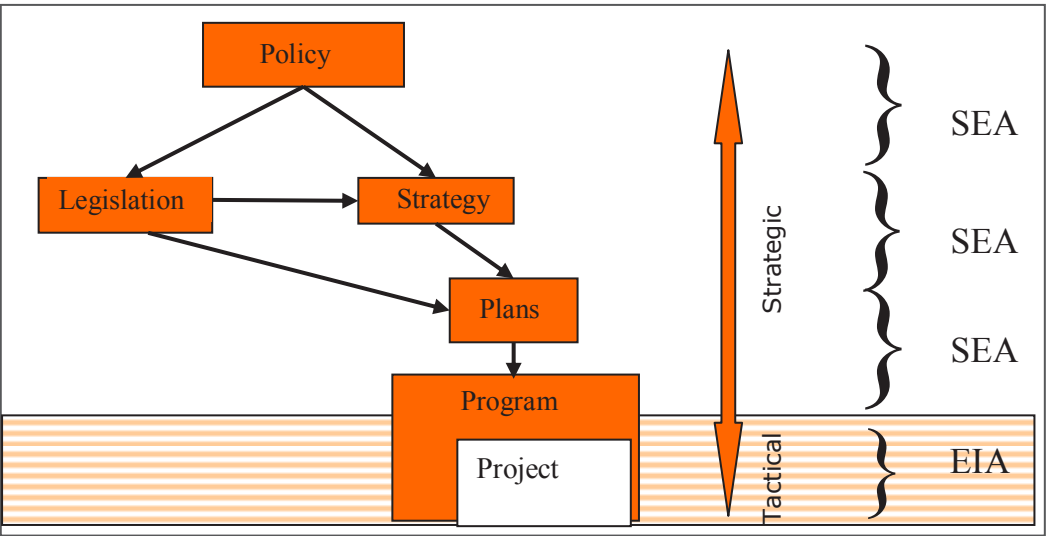 Policy
SEA
Legislation
Strategy
Strategic
SEA
Plans
SEA
Program
Project
Tactical
EIA